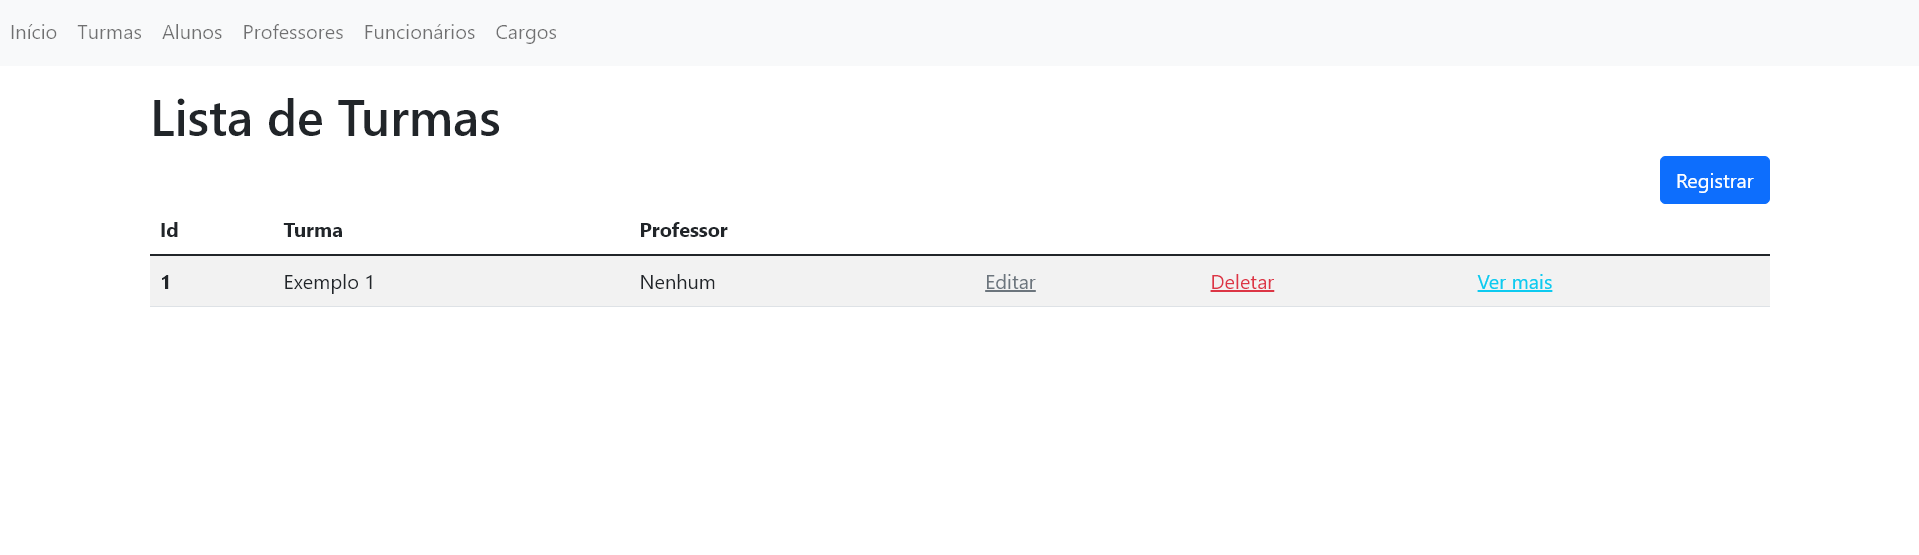 Início Turmas Alunos Professores Funcionários Cargos
Lista de Turmas
Registrar
Id Turma Professor
1 Exemplo 1 Nenhum Editar Deletar Ver mais